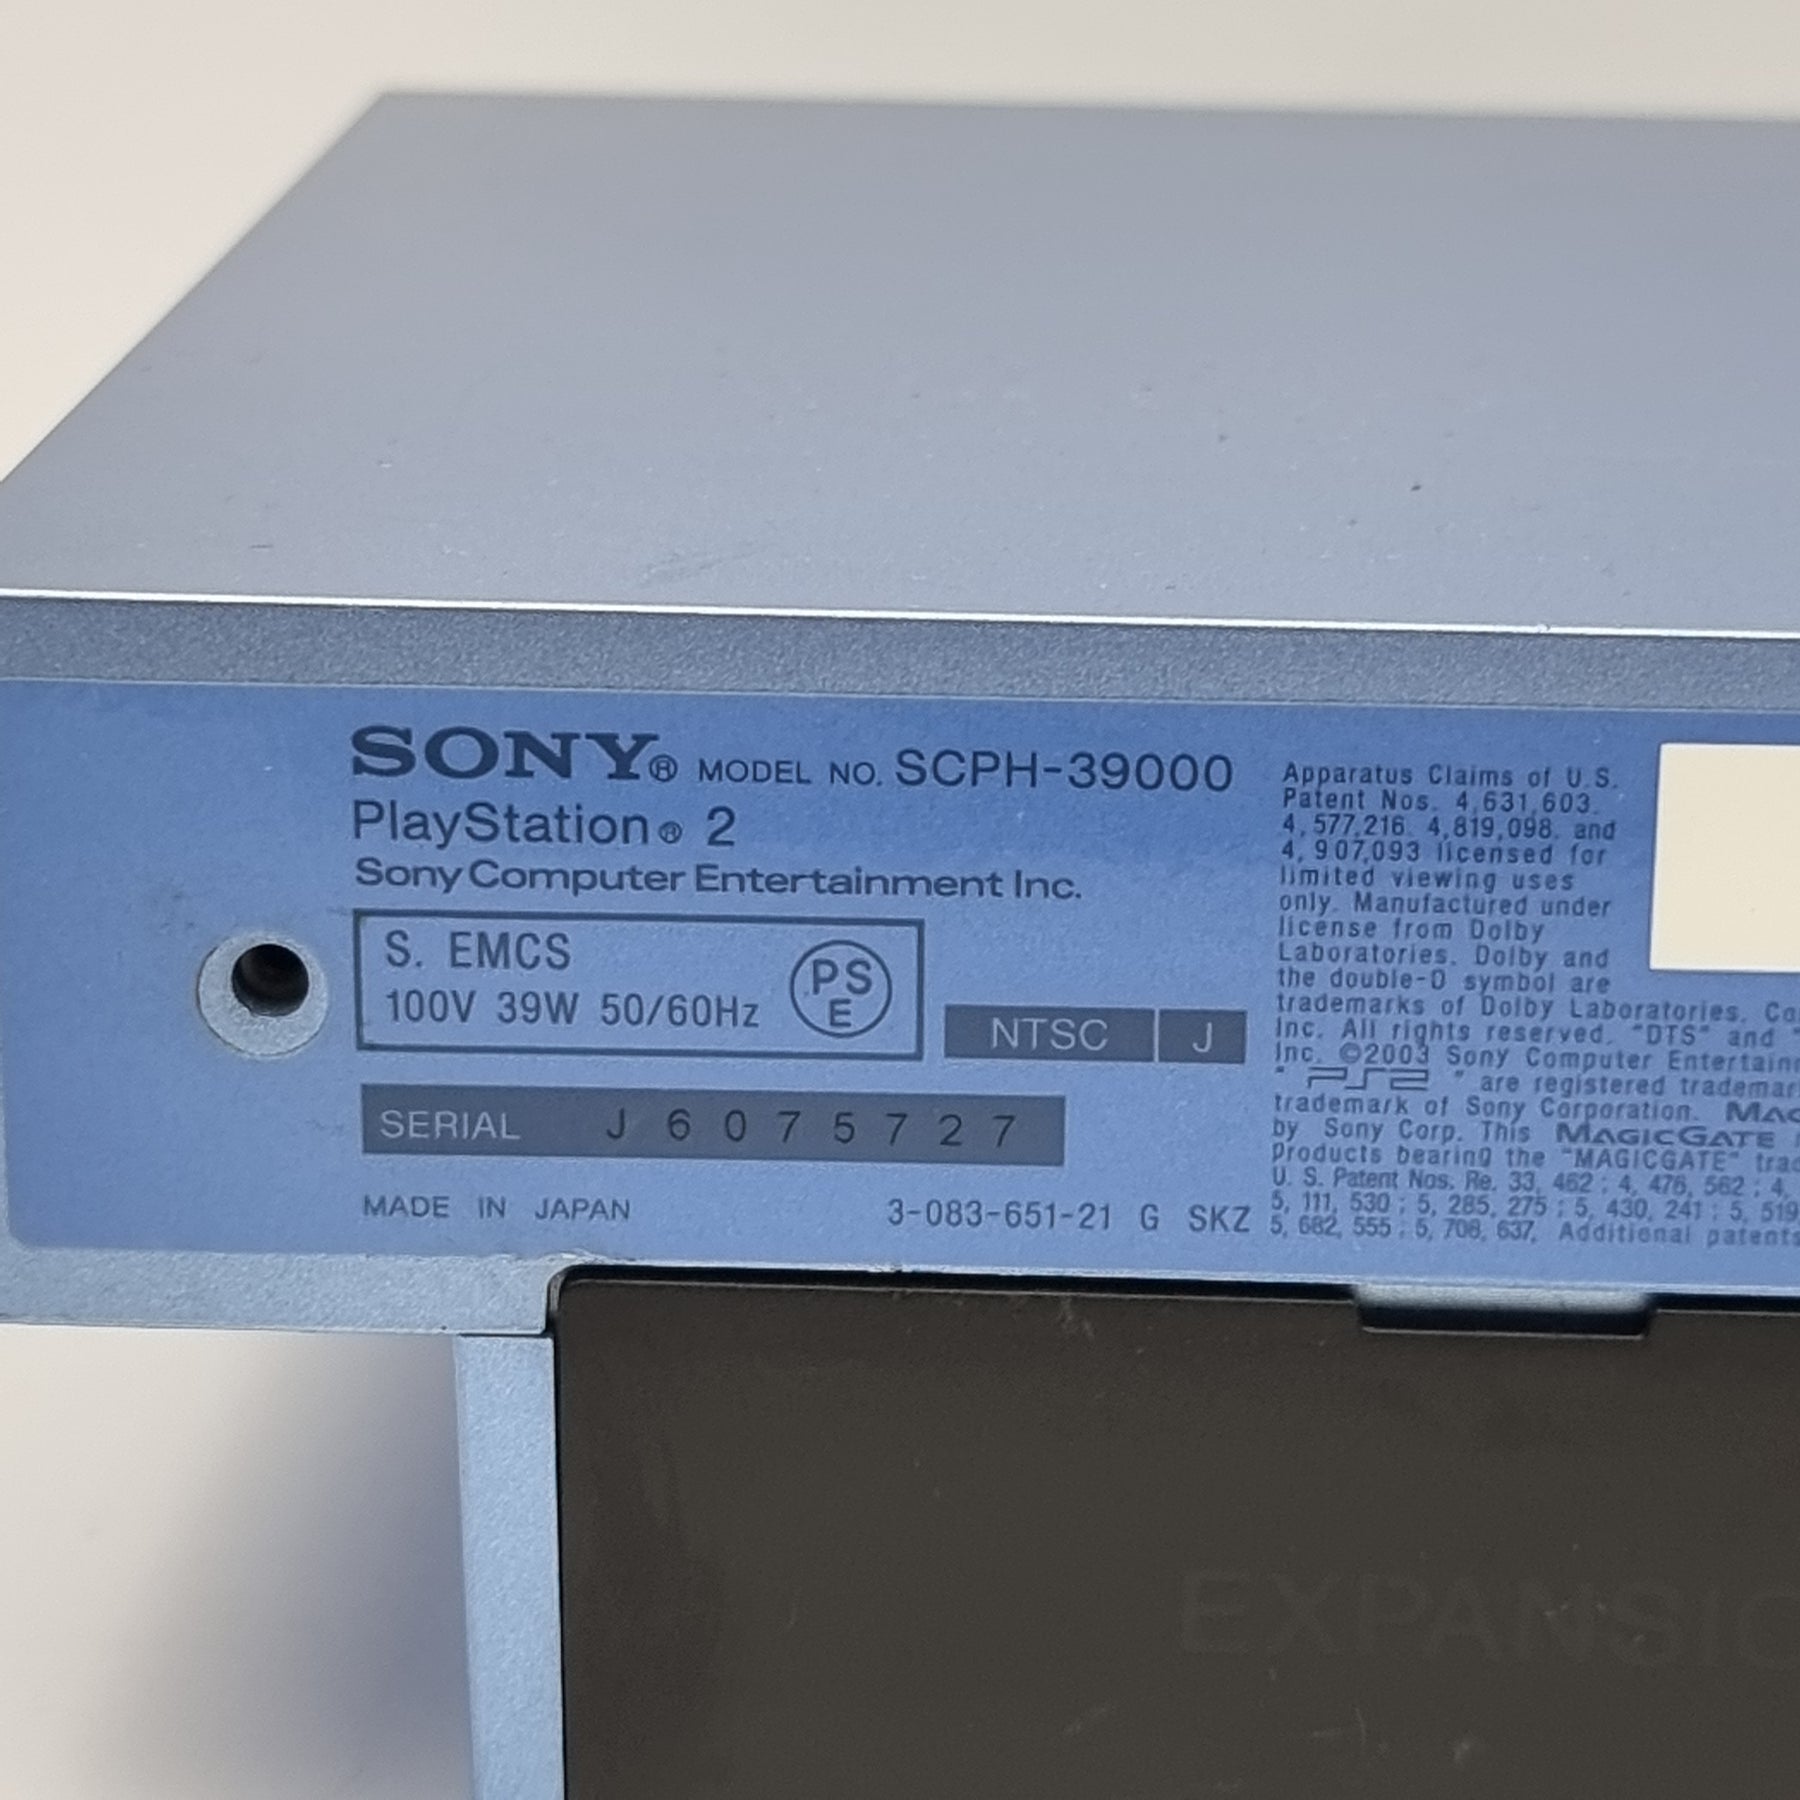 SONY® MODEL NO. SCPH-39000
PlayStation® 2
Sony Computer Entertainment Inc.
S. EMCS
100V 39W 50/60Hz
PS
E
NTSC J
SERIAL J6075727
MADE IN JAPAN 3-083-651-21 G SKZ
Apparatus Claims of U.S.
Patent Nos. 4,631,603.
4,577,216. 4,819,098. and
4,907,093 licensed for
limited viewing uses
only. Manufactured under
license from Dolby
Laboratories. Dolby and
the double-D symbol are
trademarks of Dolby Laboratories.
Inc. All rights reserved. "DTS" and "
Inc. ©2003 Sony Computer
" PS2 " are registered
trademark of Sony Corporation.
by Sony Corp. This MAGICGATE
Products bearing the "MAGICGATE"
U. S. Patent Nos. Re. 33, 462 ; 4, 476, 562 ; 4,
5, 111, 530 ; 5, 285, 275 ; 5, 430, 241 ; 5, 519,
5, 682, 555 ; 5, 706, 637, Additional patents
EXPANSIO